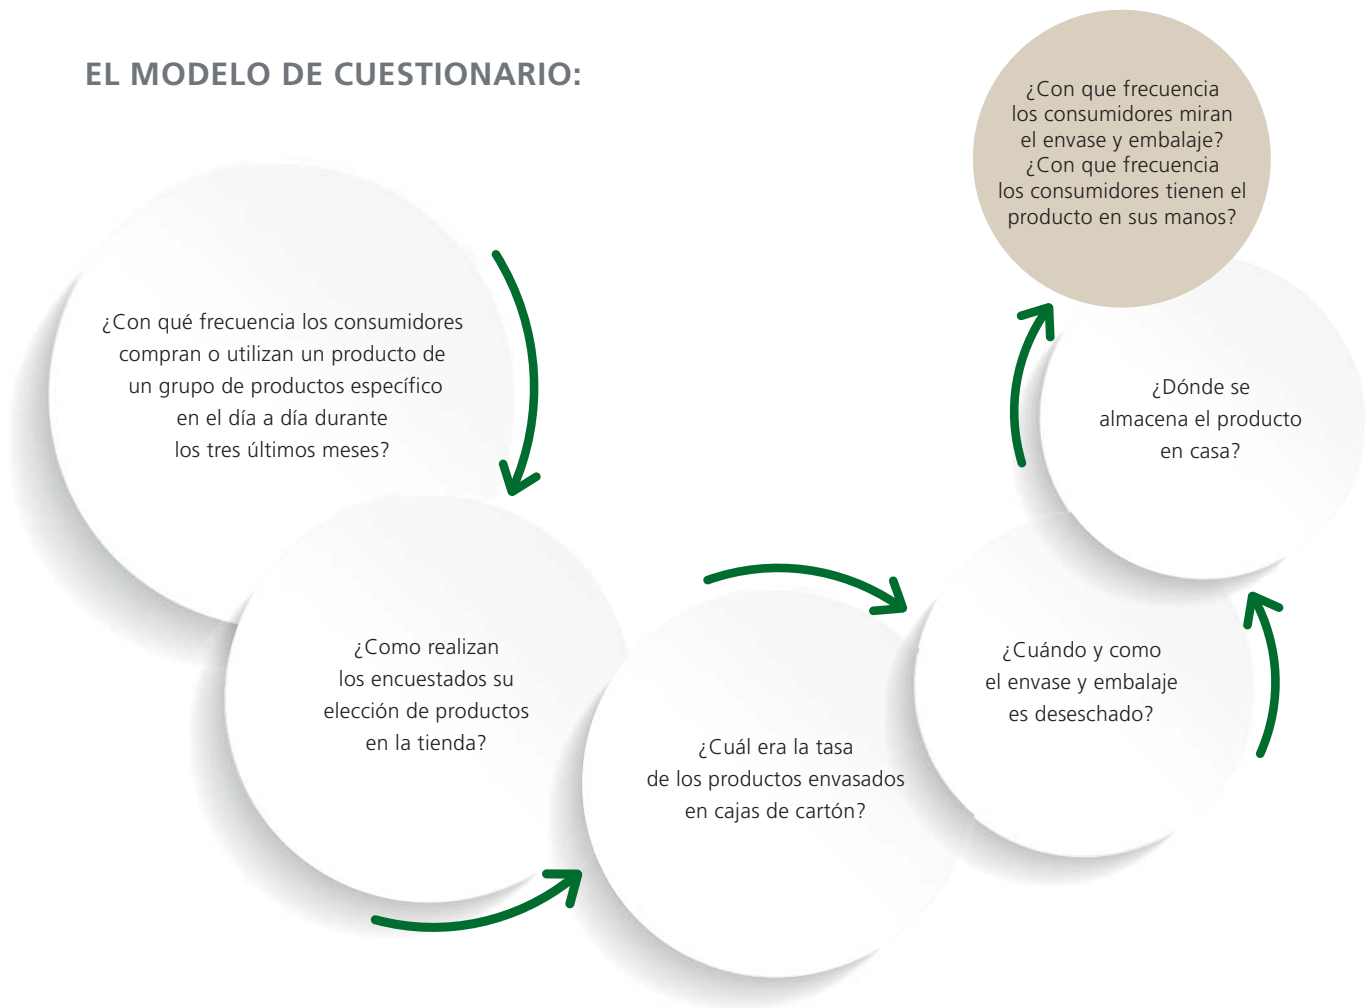 EL MODELO DE CUESTIONARIO:
¿Con qué frecuencia los consumidores
compran o utilizan un producto de
un grupo de productos específico
en el día a día durante
los tres últimos meses?
¿Como realizan
los encuestados su
elección de productos
en la tienda?
¿Cuál era la tasa
de los productos envasados
en cajas de cartón?
¿Cuándo y como
el envase y embalaje
es deseschado?
¿Dónde se
almacena el producto
en casa?
¿Con que frecuencia
los consumidores miran
el envase y embalaje?
¿Con que frecuencia
los consumidores tienen el
producto en sus manos?